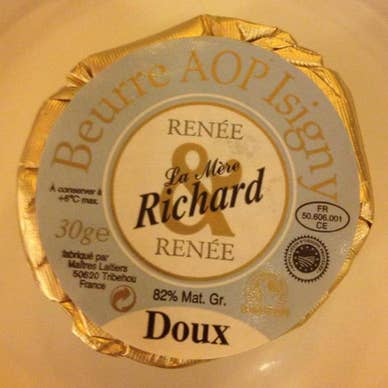 Beurre AOP Isigny
RENÉE
&
La Mère
Richard
RENÉE
À conserver à
+6°C max.
30g e
fabriqué par
Maîtres Laitiers
50620 Tribehou
France
FR
50.606.001
CE
82% Mat. Gr.
Doux